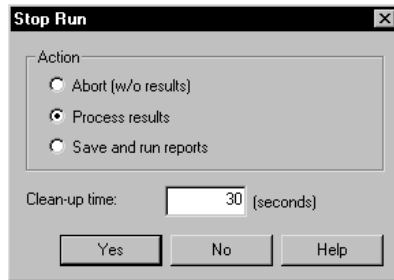 Stop Run
Action
Abort (w/o results)
Process results
Save and run reports
Clean-up time: 30 (seconds)
Yes No Help